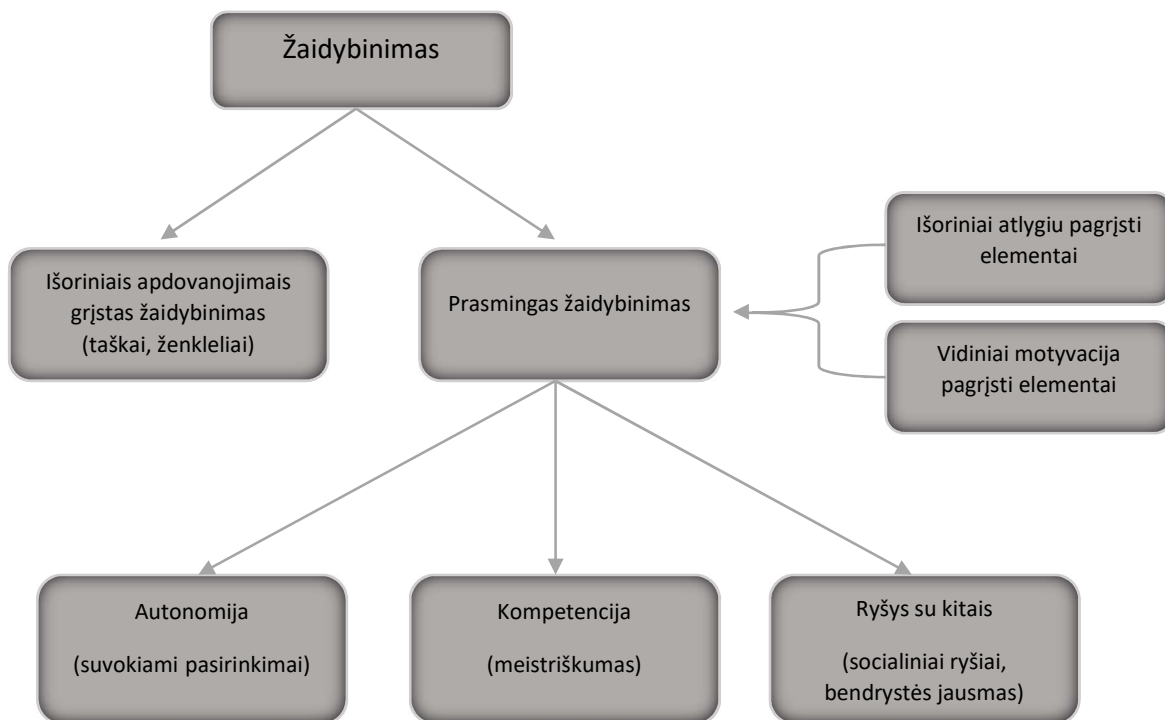 Žaidybinimas
Išoriniais apdovanojimais
grįstas žaidybinimas
(taškai, ženkleliai)
Prasmingas žaidybinimas
Išoriniai atlygiu pagrįsti
elementai
Vidiniai motyvacija
pagrįsti elementai
Autonomija
(suvokiami pasirinkimai)
Kompetencija
(meistriškumas)
Ryšys su kitais
(socialiniai ryšiai,
bendrystės jausmas)